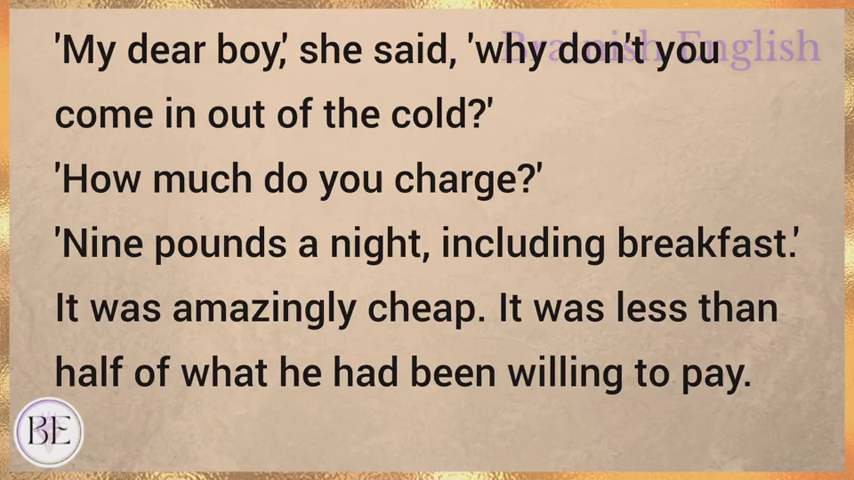 Bramish English
'My dear boy,' she said, 'why don't you
come in out of the cold?'
'How much do you charge?'
'Nine pounds a night, including breakfast.'
It was amazingly cheap. It was less than
half of what he had been willing to pay.
BE